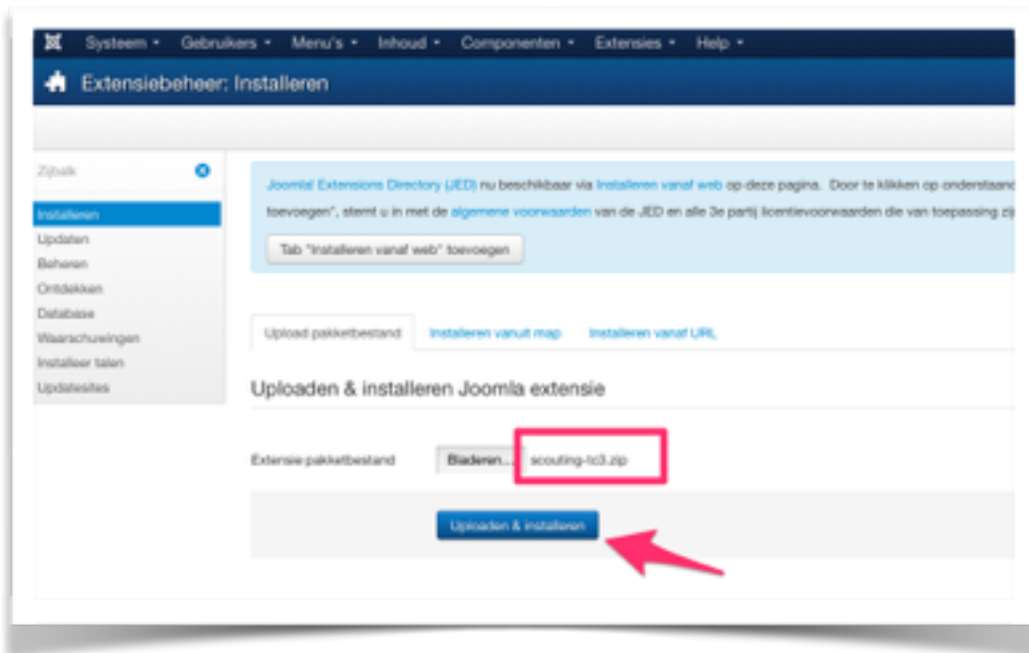 Systeem Gebruikers Menu's Inhoud Componenten Extensies Help
Extensiebeheer: Installeren
Zijbalk
Installeren
Updaten
Beheren
Ontdekken
Database
Waarschuwingen
Installeer talen
Updatesites
Joomla! Extensions Directory (JED) nu beschikbaar via Installeren vanaf web op deze pagina. Door te klikken op onderstaand
toevoegen", stemt u in met de algemene voorwaarden van de JED en alle 3e partij licentievoorwaarden die van toepassing zij
Tab "Installeren vanaf web" toevoegen
Upload pakketbestand Installeren vanuit map Installeren vanaf URL
Uploaden & installeren Joomla extensie
Extensie pakketbestand Bladeren... scouting-tc3.zip
Uploaden & installeren